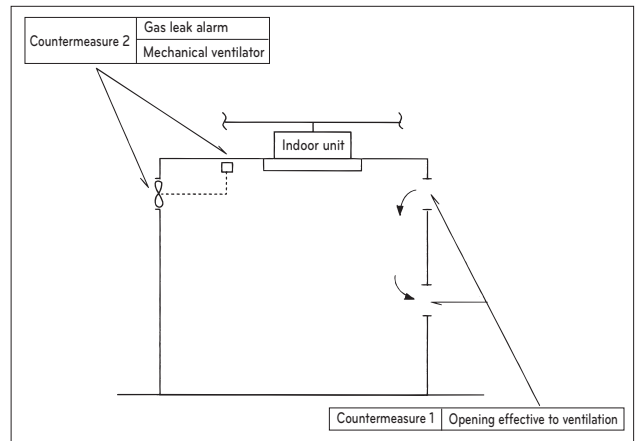 Countermeasure 2
Gas leak alarm
Mechanical ventilator
Indoor unit
Countermeasure 1
Opening effective to ventilation